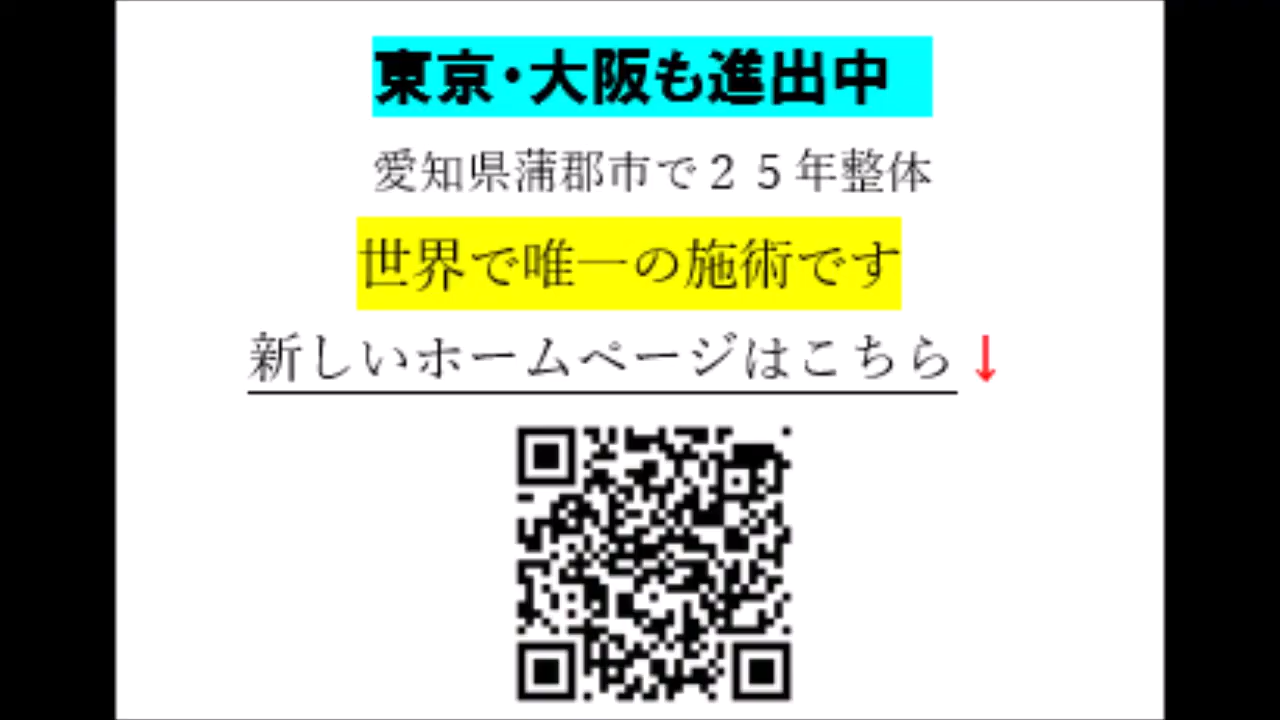 東京・大阪も進出中
愛知県蒲郡市で２５年整体
世界で唯一の施術です
新しいホームページはこちら↓